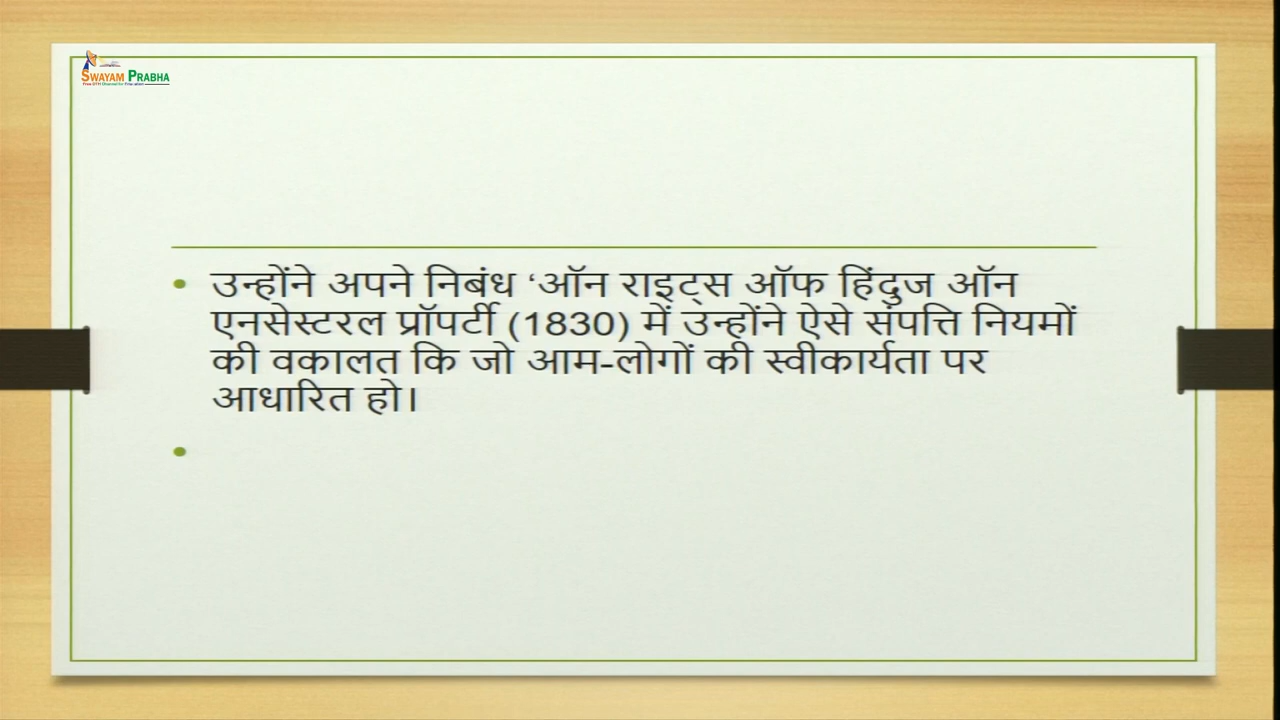 SWAYAM PRABHA
उन्होंने अपने निबंध ‘ऑन राइट्स ऑफ हिंदुज ऑन
एनसेस्टरल प्रॉपर्टी (1830) में उन्होंने ऐसे संपत्ति नियमों
की वकालत कि जो आम-लोगों की स्वीकार्यता पर
आधारित हो।